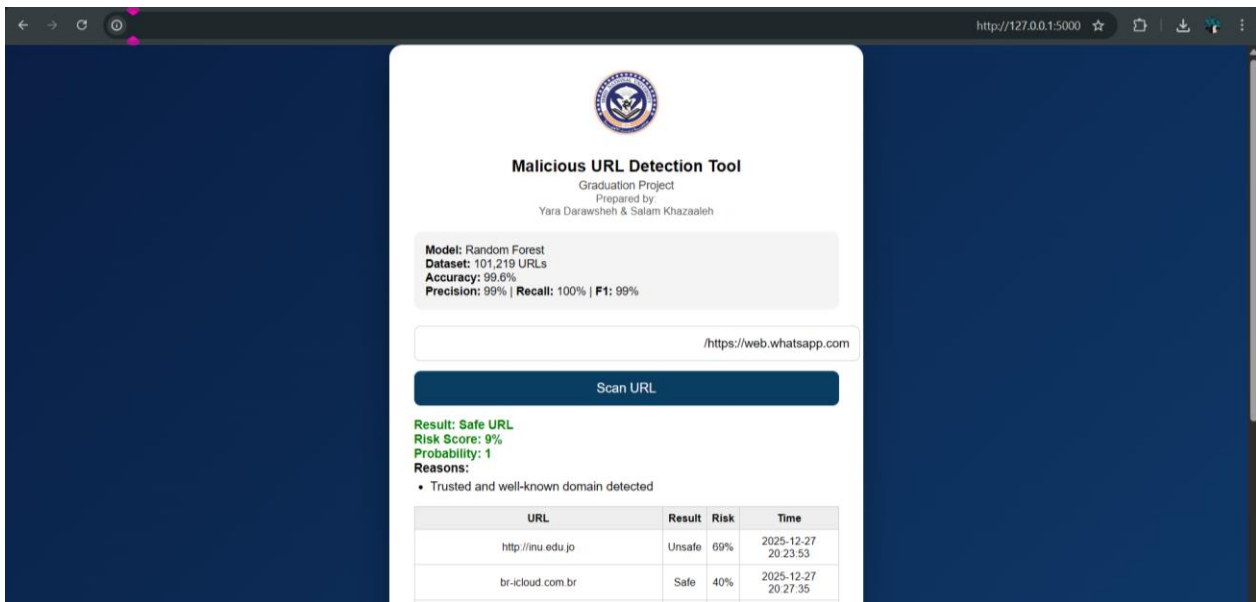 http://127.0.0.1:5000
Malicious URL Detection Tool
Graduation Project
Prepared by:
Yara Darawsheh & Salam Khazaaleh
Model: Random Forest
Dataset: 101,219 URLs
Accuracy: 99.6%
Precision: 99% | Recall: 100% | F1: 99%
/https://web.whatsapp.com
Scan URL
Result: Safe URL
Risk Score: 9%
Probability: 1
Reasons:
• Trusted and well-known domain detected
URL Result Risk Time
http://inu.edu.jo Unsafe 69% 2025-12-27
20:23:53
br-icloud.com.br Safe 40% 2025-12-27
20:27:35